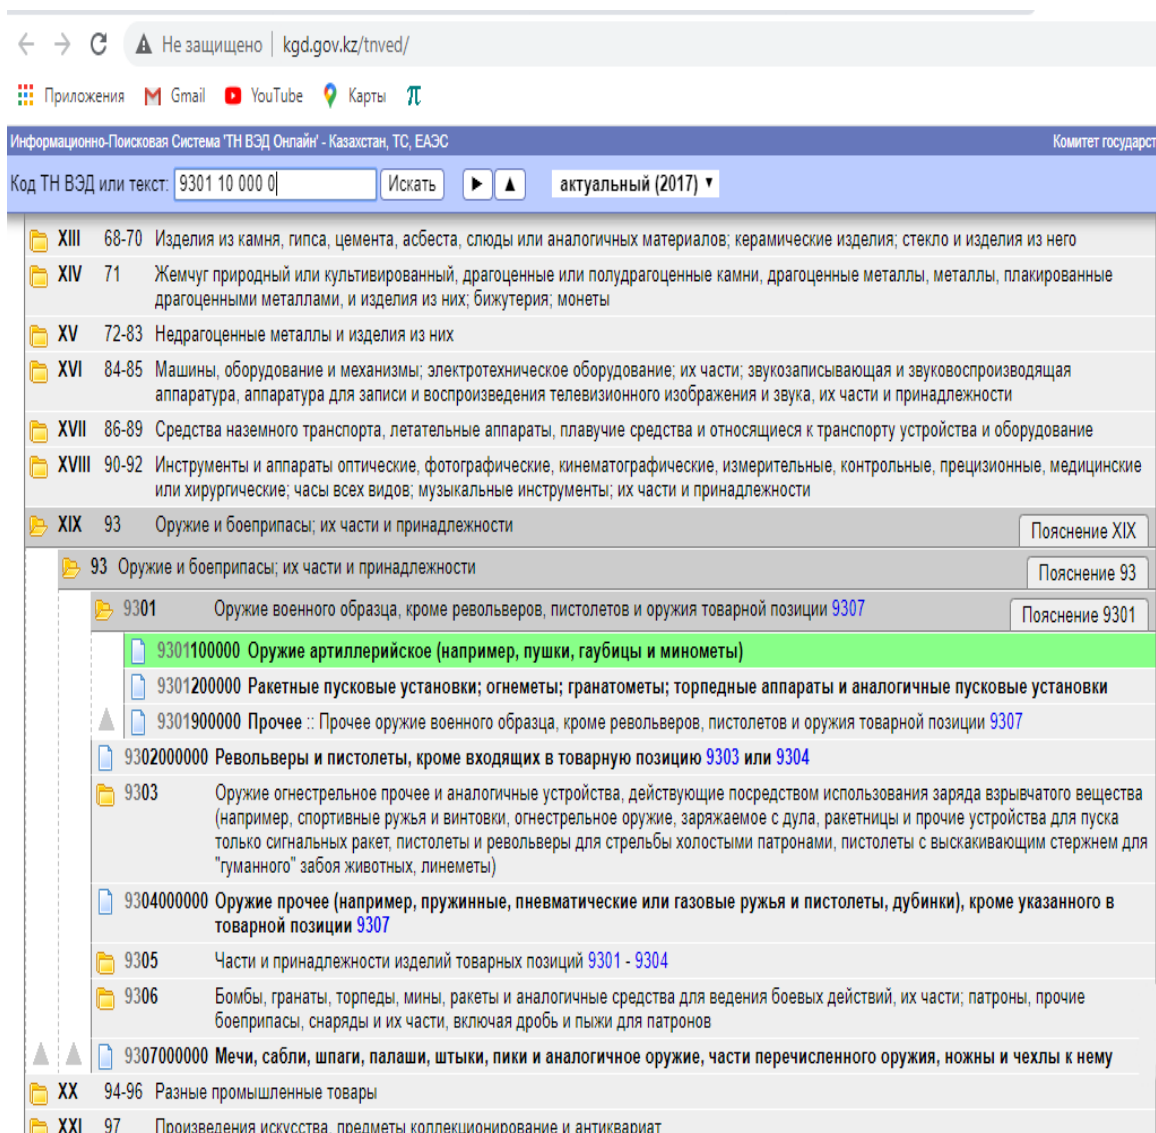 Не защищено | kgd.gov.kz/tnved/
Приложения Gmail YouTube Карты π
Информационно-Поисковая Система 'ТН ВЭД Онлайн' - Казахстан, ТС, ЕАЭС Комитет государст
Код ТН ВЭД или текст: 9301 10 000 0 Искать актуальный (2017)
XIII 68-70 Изделия из камня, гипса, цемента, асбеста, слюды или аналогичных материалов; керамические изделия; стекло и изделия из него
XIV 71 Жемчуг природный или культивированный, драгоценные или полудрагоценные камни, драгоценные металлы, металлы, плакированные
драгоценными металлами, и изделия из них; бижутерия; монеты
XV 72-83 Недрагоценные металлы и изделия из них
XVI 84-85 Машины, оборудование и механизмы; электротехническое оборудование; их части; звукозаписывающая и звуковоспроизводящая
аппаратура, аппаратура для записи и воспроизведения телевизионного изображения и звука, их части и принадлежности
XVII 86-89 Средства наземного транспорта, летательные аппараты, плавучие средства и относящиеся к транспорту устройства и оборудование
XVIII 90-92 Инструменты и аппараты оптические, фотографические, кинематографические, измерительные, контрольные, прецизионные, медицинские
или хирургические; часы всех видов; музыкальные инструменты; их части и принадлежности
XIX 93 Оружие и боеприпасы; их части и принадлежности Пояснение XIX
93 Оружие и боеприпасы; их части и принадлежности Пояснение 93
9301 Оружие военного образца, кроме револьверов, пистолетов и оружия товарной позиции 9307 Пояснение 9301
9301100000 Оружие артиллерийское (например, пушки, гаубицы и минометы)
9301200000 Ракетные пусковые установки; огнеметы; гранатометы; торпедные аппараты и аналогичные пусковые установки
9301900000 Прочее :: Прочее оружие военного образца, кроме револьверов, пистолетов и оружия товарной позиции 9307
9302000000 Револьверы и пистолеты, кроме входящих в товарную позицию 9303 или 9304
9303 Оружие огнестрельное прочее и аналогичные устройства, действующие посредством использования заряда взрывчатого вещества
(например, спортивные ружья и винтовки, огнестрельное оружие, заряжаемое с дула, ракетницы и прочие устройства для пуска
только сигнальных ракет, пистолеты и револьверы для стрельбы холостыми патронами, пистолеты с выскакивающим стержнем для
"гуманного" забоя животных, линеметы)
9304000000 Оружие прочее (например, пружинные, пневматические или газовые ружья и пистолеты, дубинки), кроме указанного в
товарной позиции 9307
9305 Части и принадлежности изделий товарных позиций 9301 - 9304
9306 Бомбы, гранаты, торпеды, мины, ракеты и аналогичные средства для ведения боевых действий, их части; патроны, прочие
боеприпасы, снаряды и их части, включая дробь и пыжи для патронов
9307000000 Мечи, сабли, шпаги, палаши, штыки, пики и аналогичное оружие, части перечисленного оружия, ножны и чехлы к нему
XX 94-96 Разные промышленные товары
XXI 97 Произведения искусства, предметы коллекционирование и антиквариат